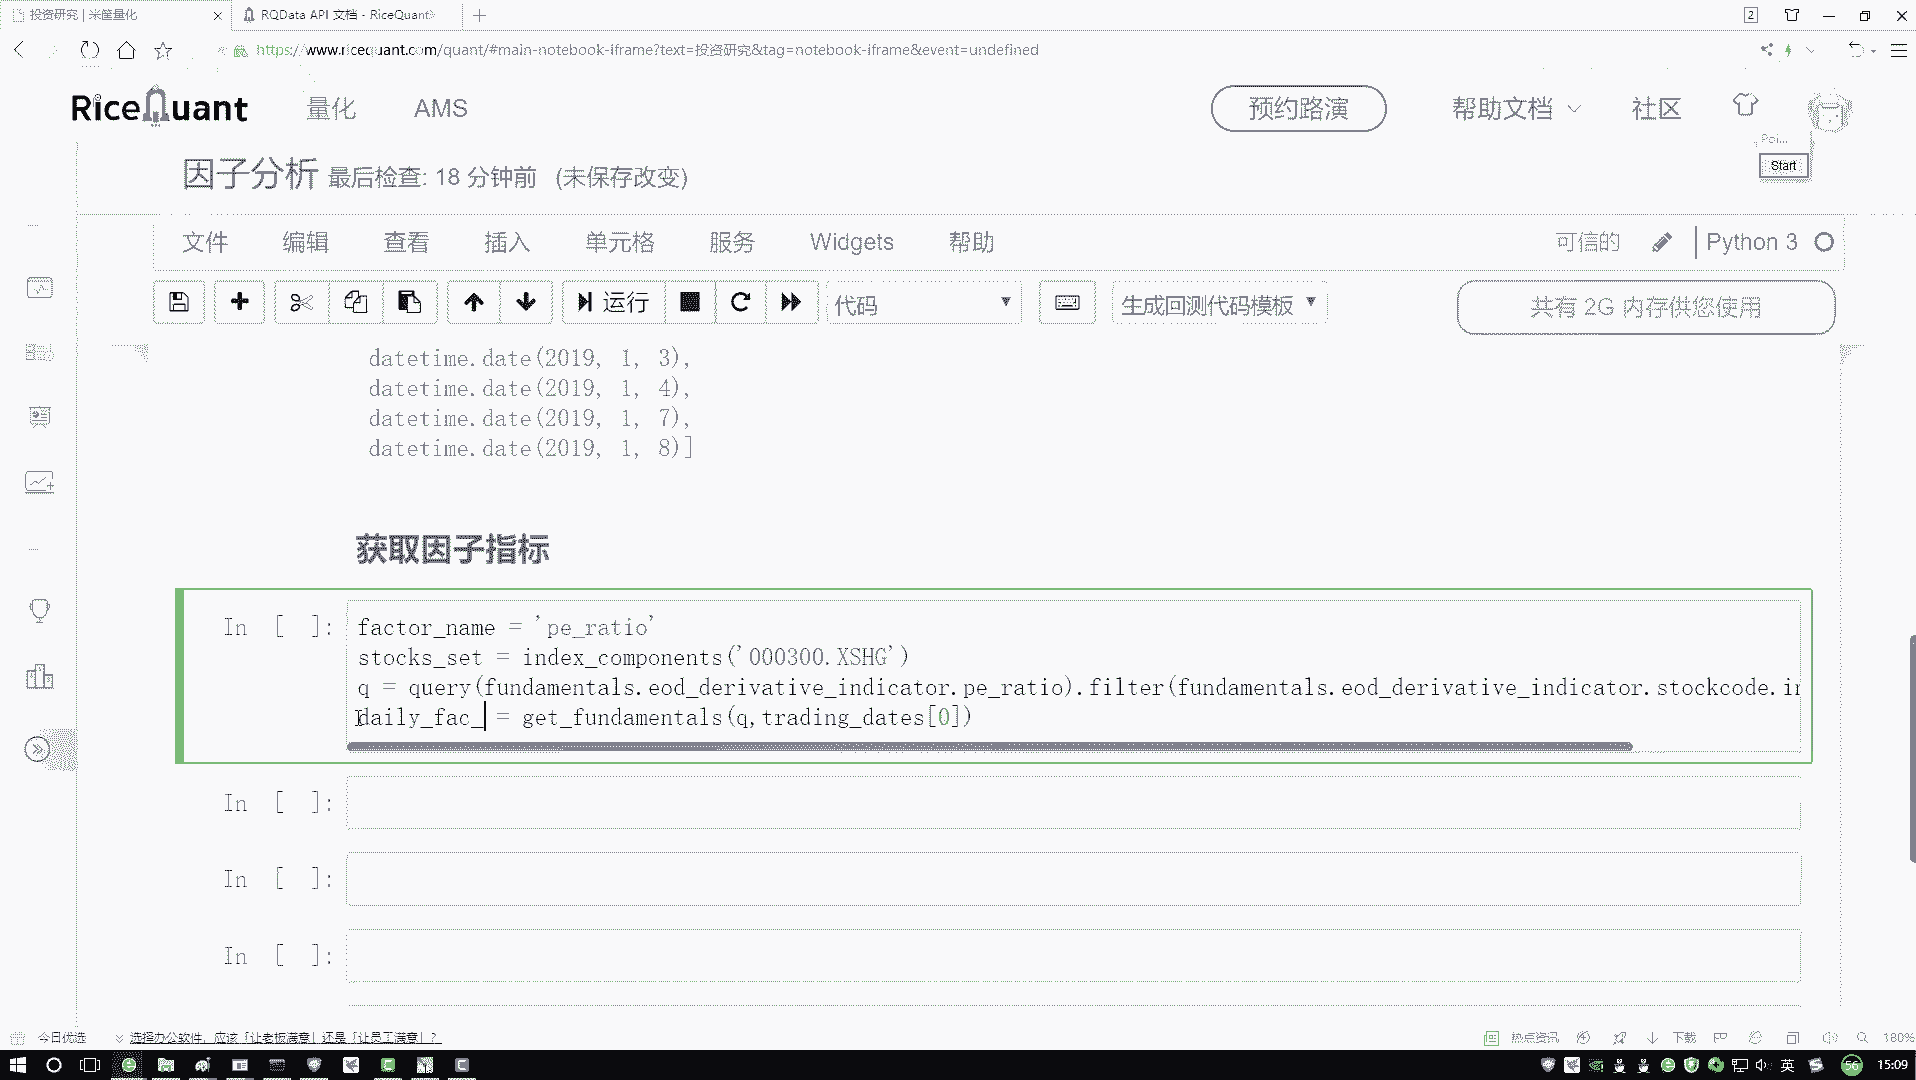 投资研究 | 米筐量化
RQData API 文档 - RiceQuant
2
https://www.ricequant.com/quant/#main-notebook-iframe?text=投资研究&tag=notebook-iframe&event=undefined
RiceQuant
量化
AMS
预约路演
帮助文档
社区
Poi...
Start
因子分析 最后检查: 18 分钟前 (未保存改变)
文件 编辑 查看 插入 单元格 服务 Widgets 帮助
可信的
Python 3
运行
代码
生成回测代码模板
共有 2G 内存供您使用
datetime.date(2019, 1, 3),
datetime.date(2019, 1, 4),
datetime.date(2019, 1, 7),
datetime.date(2019, 1, 8)]
获取因子指标
In [ ]:
factor_name = 'pe_ratio'
stocks_set = index_components('000300.XSHG')
q = query(fundamentals.eod_derivative_indicator.pe_ratio).filter(fundamentals.eod_derivative_indicator.stockcode.in
daily_fac_ = get_fundamentals(q,trading_dates[0])
In [ ]:
In [ ]:
In [ ]:
今日优选
选择办公软件，应该「让老板满意」还是「让员工满意」？
热点资讯
下载
180%
英
56
15:09